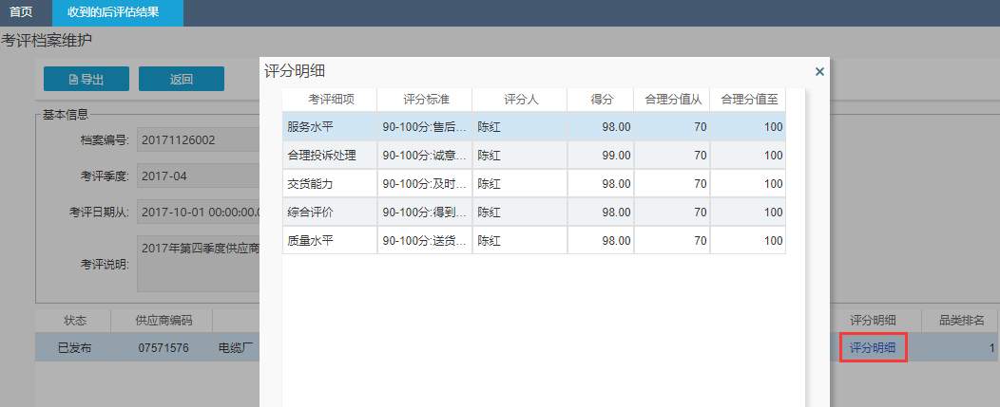 首页 收到的后评估结果
考评档案维护
导出 返回
基本信息
档案编号: 20171126002
考评季度: 2017-04
考评日期从: 2017-10-01 00:00:00.0
考评说明: 2017年第四季度供应商
状态 供应商编码 评分明细 品类排名
已发布 07571576 电缆厂 评分明细 1
评分明细
考评细项 评分标准 评分人 得分 合理分值从 合理分值至
服务水平 90-100分:售后... 陈红 98.00 70 100
合理投诉处理 90-100分:诚意... 陈红 99.00 70 100
交货能力 90-100分:及时... 陈红 98.00 70 100
综合评价 90-100分:得到... 陈红 98.00 70 100
质量水平 90-100分:送货... 陈红 98.00 70 100